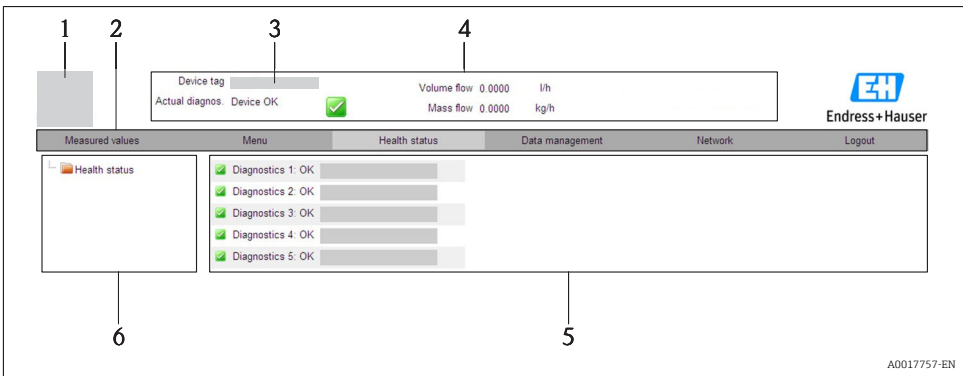 1 2 3 4
Device tag
Volume flow 0.0000 l/h
Actual diagnos. Device OK
Mass flow 0.0000 kg/h
EH
Endress+Hauser
Measured values Menu Health status Data management Network Logout
Health status
Diagnostics 1: OK
Diagnostics 2: OK
Diagnostics 3: OK
Diagnostics 4: OK
Diagnostics 5: OK
6 5
A0017757-EN